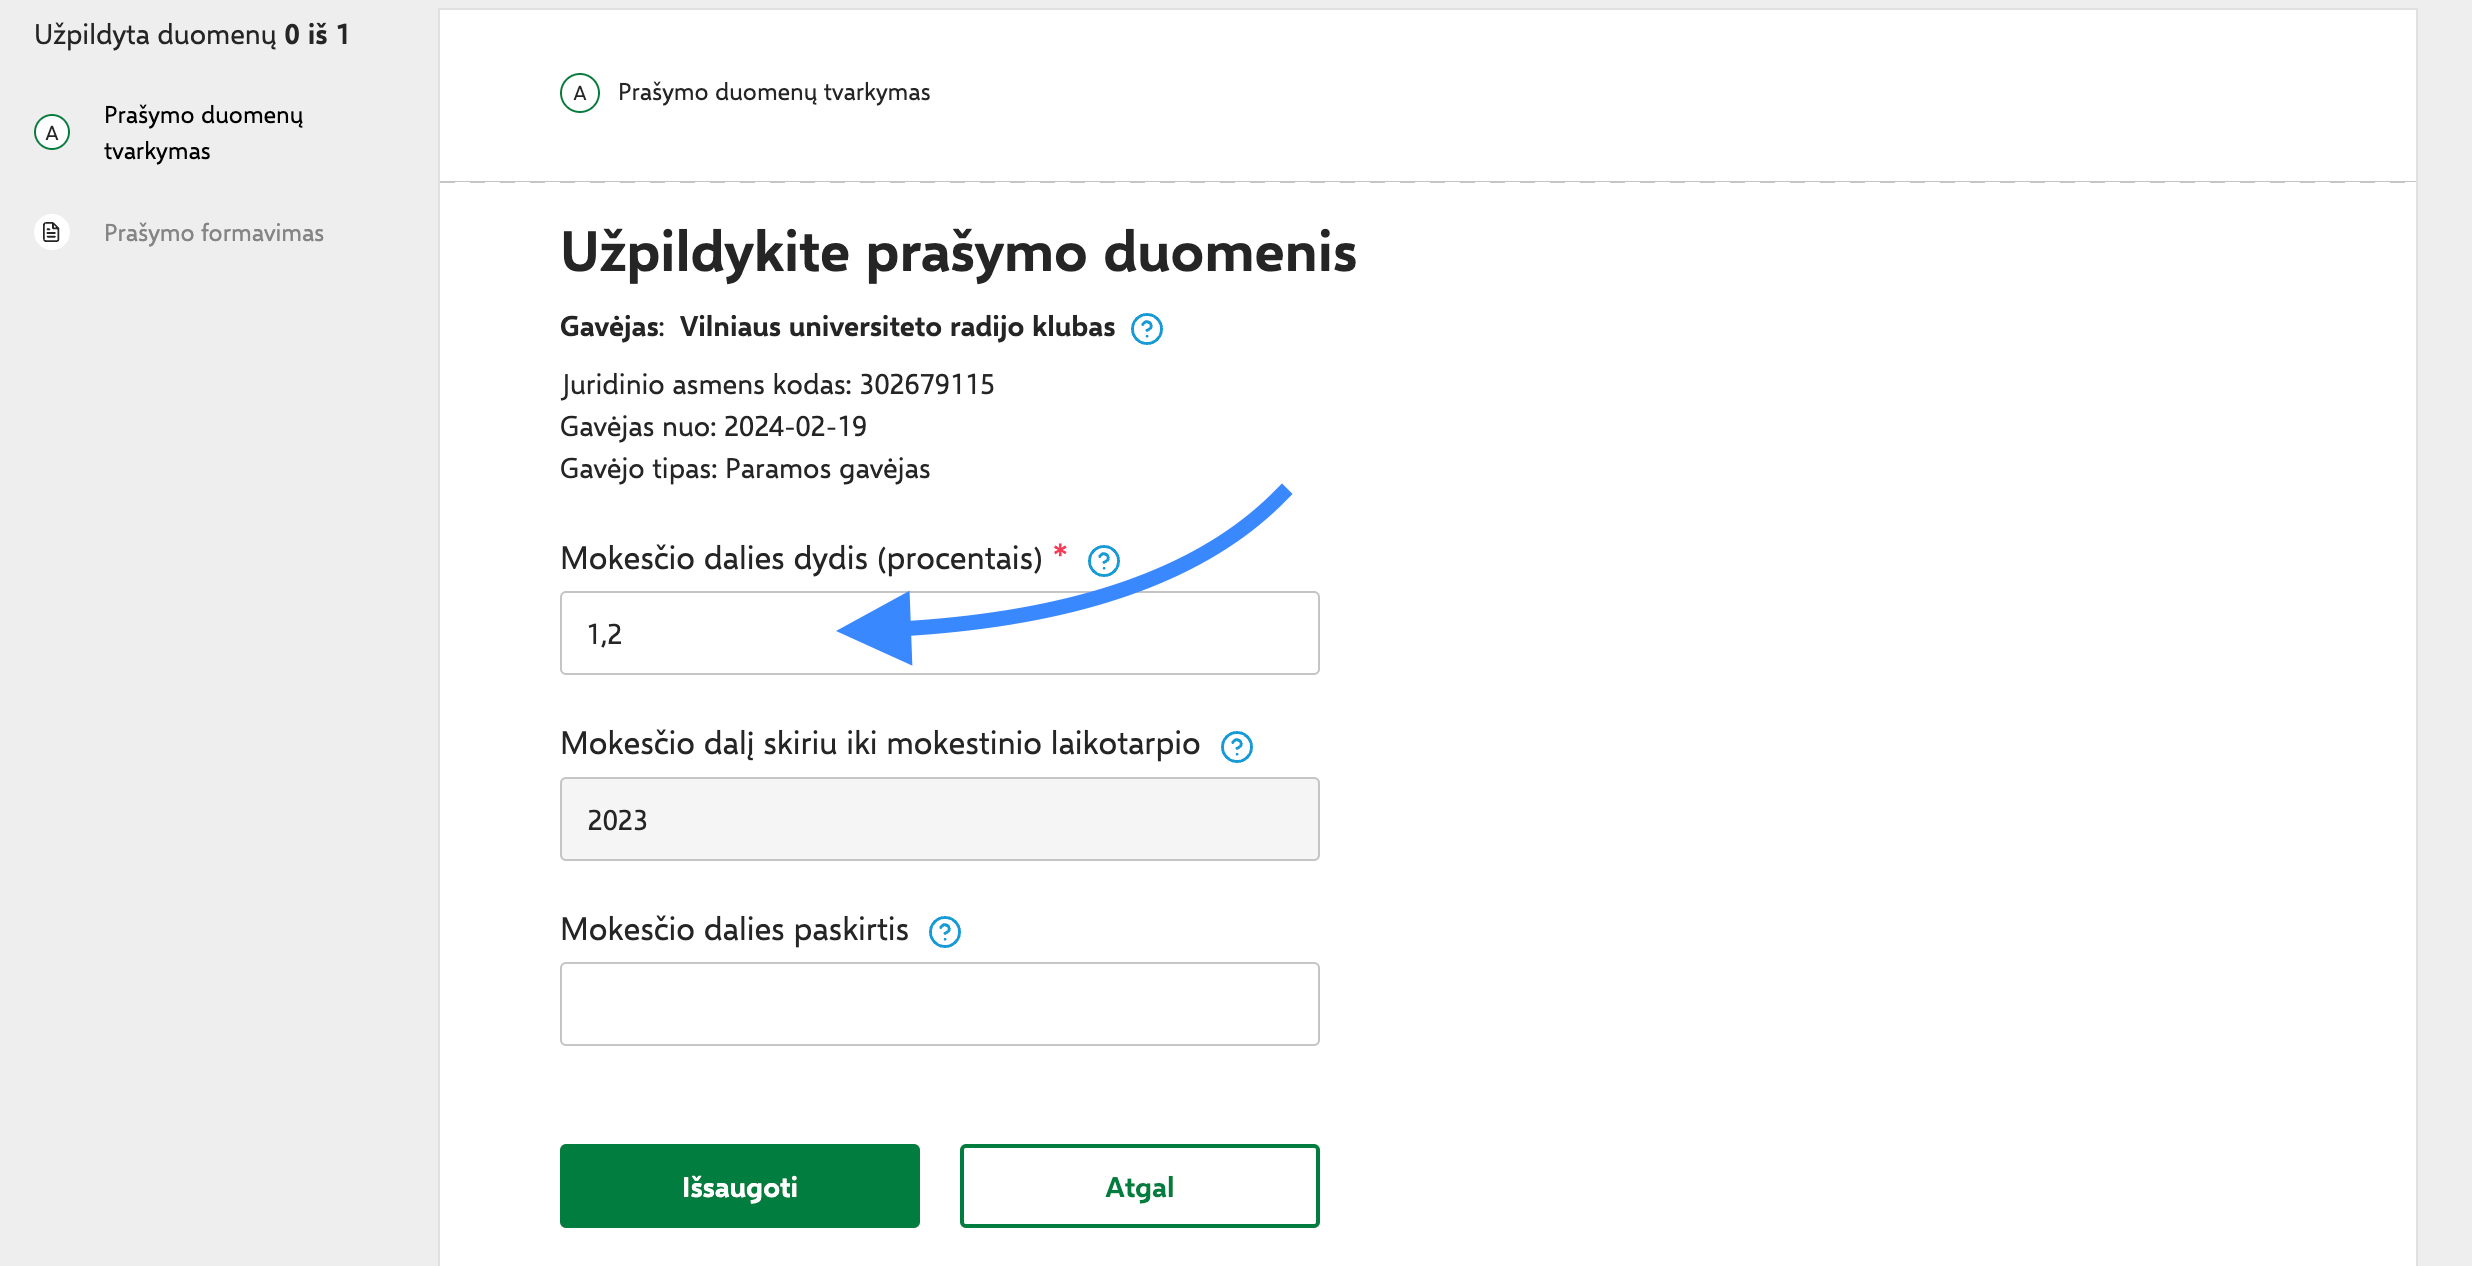 Užpildyta duomenų 0 iš 1
A
Prašymo duomenų
tvarkymas
Prašymo formavimas
A Prašymo duomenų tvarkymas
Užpildykite prašymo duomenis
Gavėjas: Vilniaus universiteto radijo klubas ?
Juridinio asmens kodas: 302679115
Gavėjas nuo: 2024-02-19
Gavėjo tipas: Paramos gavėjas
Mokesčio dalies dydis (procentais) * ?
1,2
Mokesčio dalį skiriu iki mokestinio laikotarpio ?
2023
Mokesčio dalies paskirtis ?
Išsaugoti
Atgal